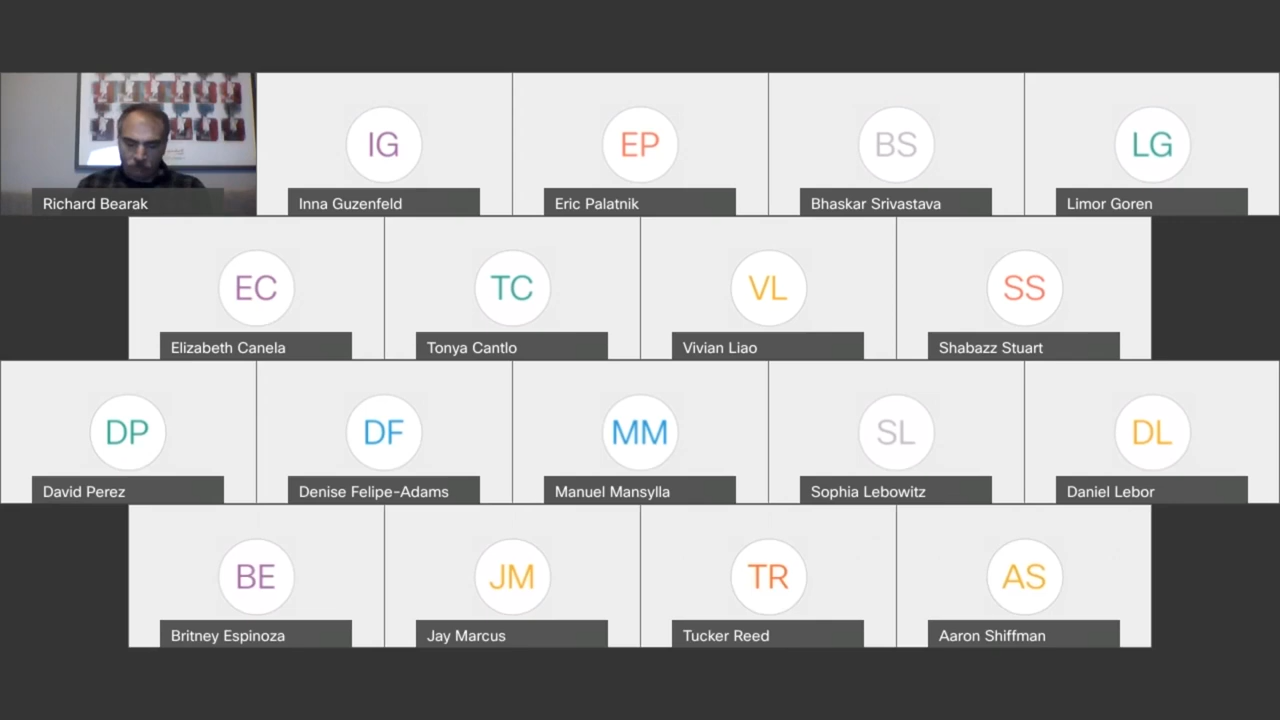 Richard Bearak
IG
Inna Guzenfeld
EP
Eric Palatnik
BS
Bhaskar Srivastava
LG
Limor Goren
EC
Elizabeth Canela
TC
Tonya Cantlo
VL
Vivian Liao
SS
Shabazz Stuart
DP
David Perez
DF
Denise Felipe-Adams
MM
Manuel Mansylla
SL
Sophia Lebowitz
DL
Daniel Lebor
BE
Britney Espinoza
JM
Jay Marcus
TR
Tucker Reed
AS
Aaron Shiffman